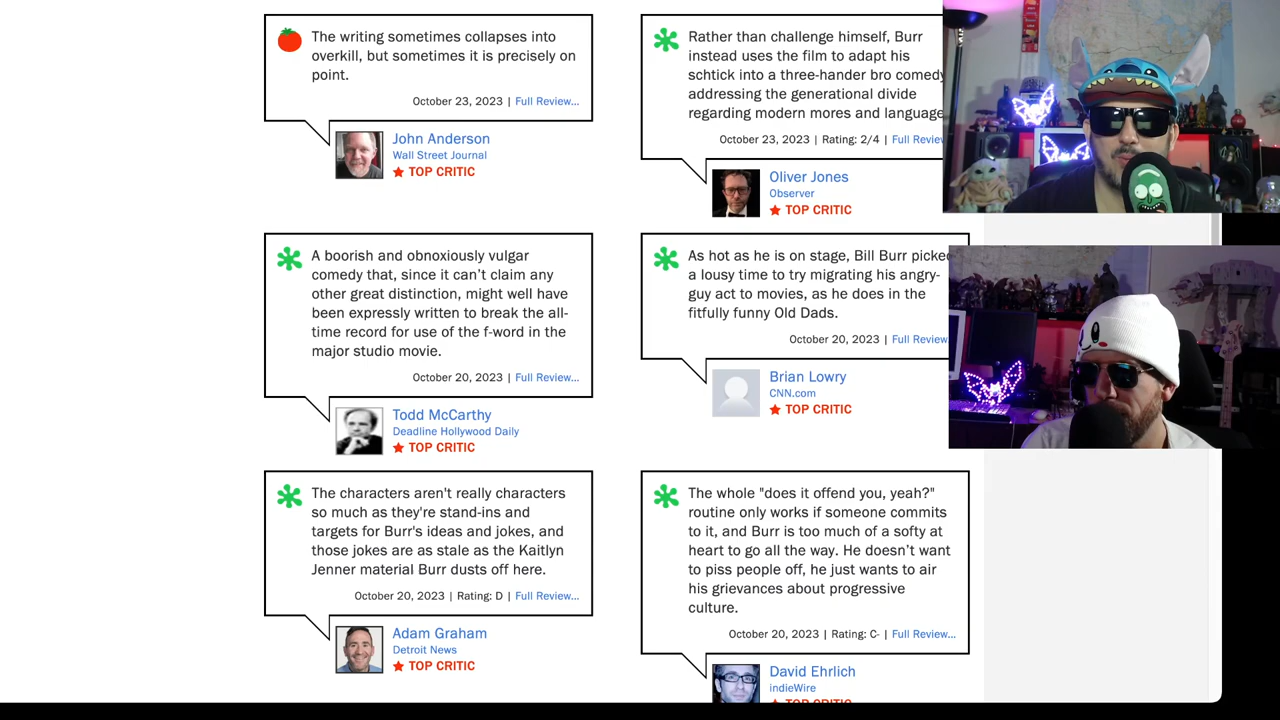 The writing sometimes collapses into
overkill, but sometimes it is precisely on
point.
October 23, 2023 | Full Review...
John Anderson
Wall Street Journal
TOP CRITIC
Rather than challenge himself, Burr
instead uses the film to adapt his
schtick into a three-hander bro comedy
addressing the generational divide
regarding modern mores and language
October 23, 2023 | Rating: 2/4 | Full Review
Oliver Jones
Observer
TOP CRITIC
A boorish and obnoxiously vulgar
comedy that, since it can't claim any
other great distinction, might well have
been expressly written to break the all-
time record for use of the f-word in the
major studio movie.
October 20, 2023 | Full Review...
Todd McCarthy
Deadline Hollywood Daily
TOP CRITIC
As hot as he is on stage, Bill Burr picked
a lousy time to try migrating his angry-
guy act to movies, as he does in the
fitfully funny Old Dads.
October 20, 2023 | Full Review
Brian Lowry
CNN.com
TOP CRITIC
The characters aren't really characters
so much as they're stand-ins and
targets for Burr's ideas and jokes, and
those jokes are as stale as the Kaitlyn
Jenner material Burr dusts off here.
October 20, 2023 | Rating: D | Full Review...
Adam Graham
Detroit News
TOP CRITIC
The whole "does it offend you, yeah?"
routine only works if someone commits
to it, and Burr is too much of a softy at
heart to go all the way. He doesn't want
to piss people off, he just wants to air
his grievances about progressive
culture.
October 20, 2023 | Rating: C- | Full Review...
David Ehrlich
indieWire
TOP CRITIC